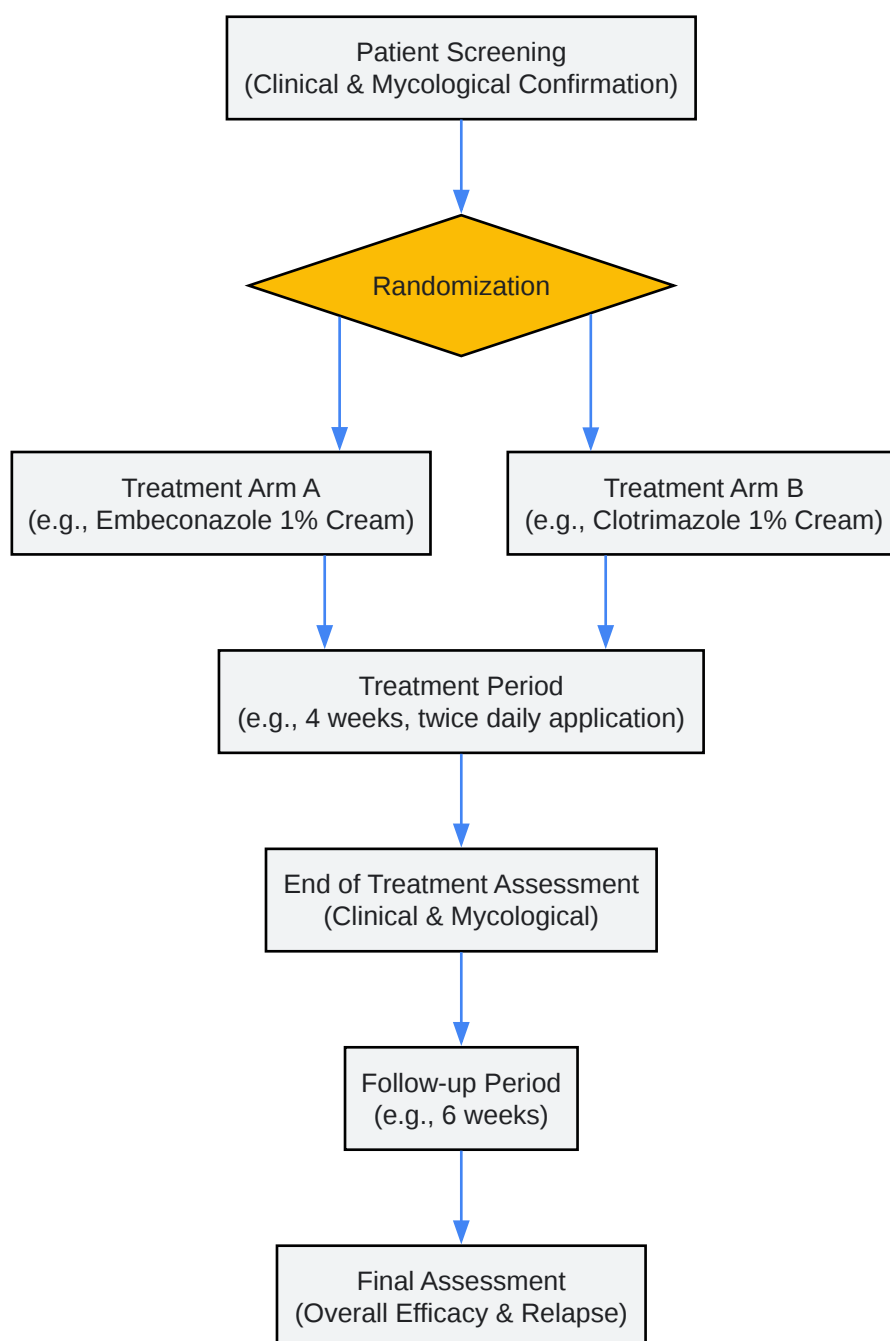 Patient Screening
(Clinical & Mycological Confirmation)
Randomization
Treatment Arm A
(e.g., Embeconazole 1% Cream)
Treatment Arm B
(e.g., Clotrimazole 1% Cream)
Treatment Period
(e.g., 4 weeks, twice daily application)
End of Treatment Assessment
(Clinical & Mycological)
Follow-up Period
(e.g., 6 weeks)
Final Assessment
(Overall Efficacy & Relapse)